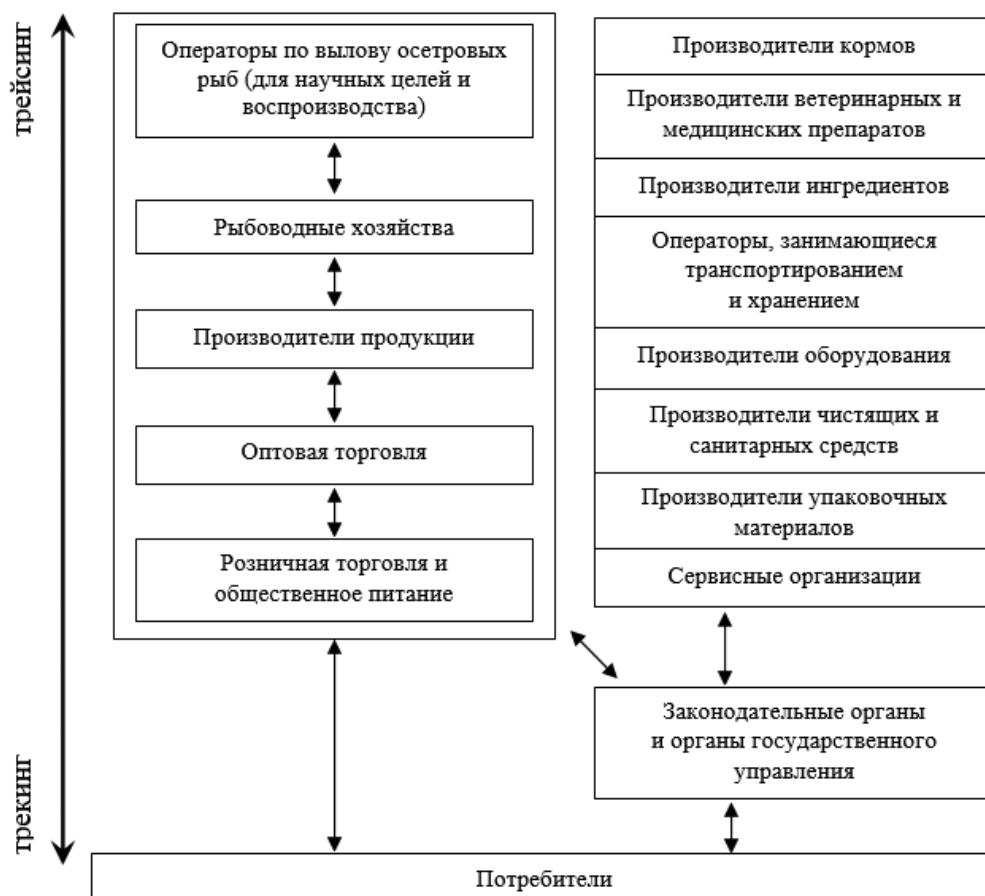 трейсинг
трекинг
Операторы по вылову осетровых
рыб (для научных целей и
воспроизводства)
Рыбоводные хозяйства
Производители продукции
Оптовая торговля
Розничная торговля и
общественное питание
Производители кормов
Производители ветеринарных и
медицинских препаратов
Производители ингредиентов
Операторы, занимающиеся
транспортированием
и хранением
Производители оборудования
Производители чистящих и
санитарных средств
Производители упаковочных
материалов
Сервисные организации
Законодательные органы
и органы государственного
управления
Потребители